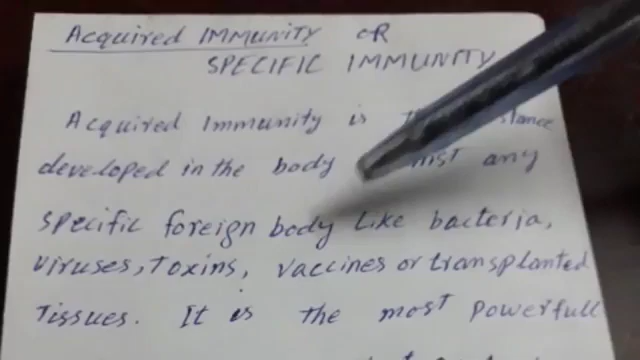 Acquired IMMUNITY OR
SPECIFIC IMMUNITY
Acquired Immunity is
developed in the body any
specific foreign body like bacteria,
viruses, Toxins, vaccines or transplanted
Tissues. It is the most Powerfull